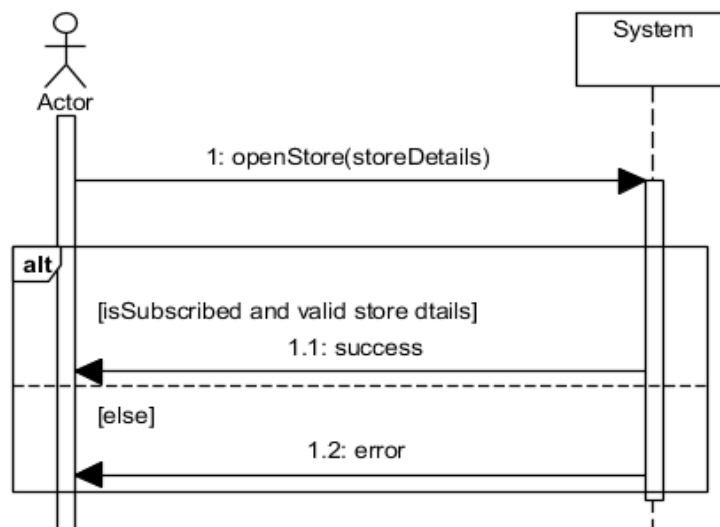 System
Actor
1: openStore(storeDetails)
alt
[isSubscribed and valid store dtails]
1.1: success
[else]
1.2: error